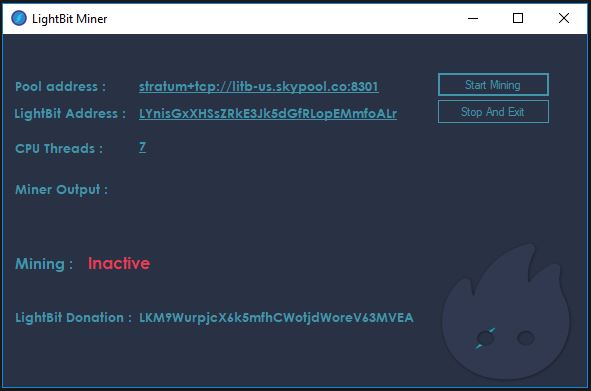 LightBit Miner
Pool address : stratum+tcp://litb-us.skypool.co:8301 Start Mining
LightBit Address : LYnisGxXHSsZRkE3Jk5dGfRLopEMmfoALr Stop And Exit
CPU Threads : 7
Miner Output :
Mining : Inactive
LightBit Donation : LKM9WurpjcX6k5mfhCWotjdWoreV63MVEA